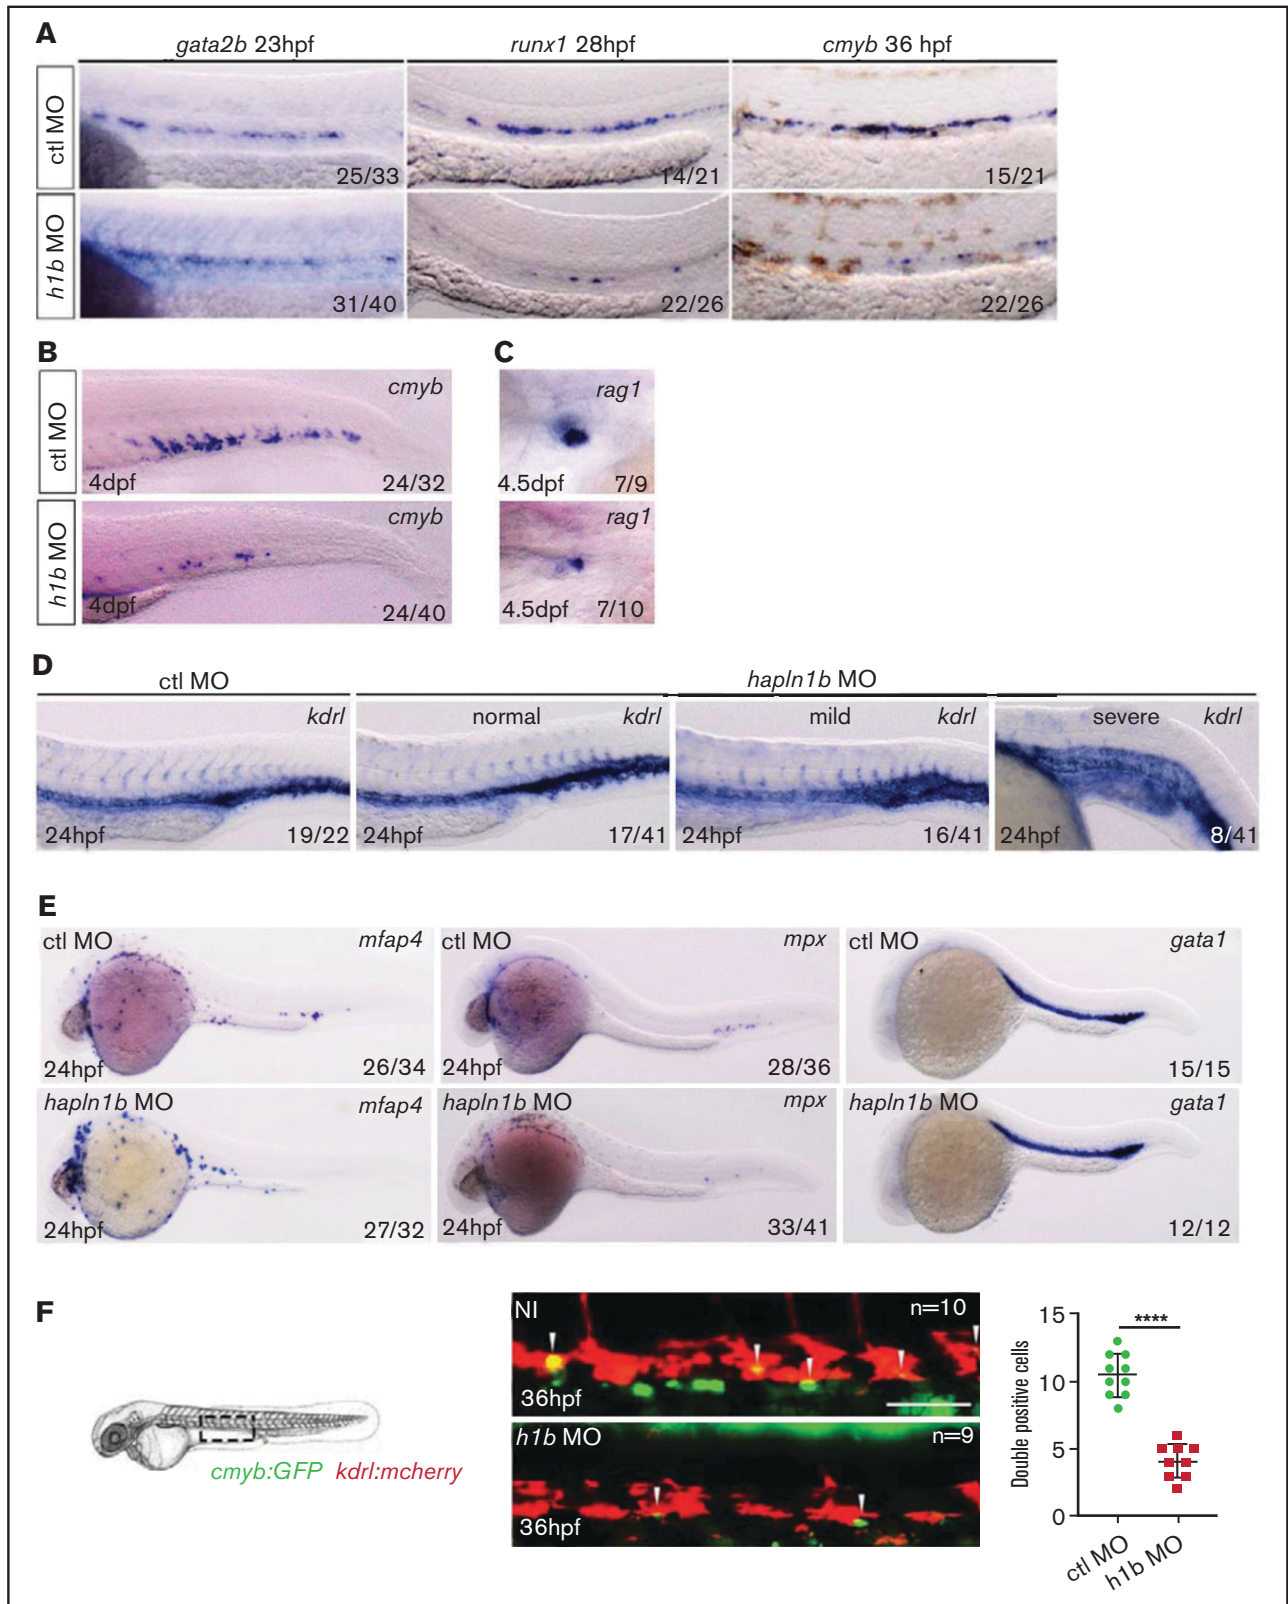 A
gata2b 23hpf
runx1 28hpf
cmyb 36 hpf
ctl MO
25/33
14/21
15/21
h1b MO
31/40
22/26
22/26
B
C
ctl MO
cmyb
4dpf
24/32
rag1
4.5dpf
7/9
h1b MO
cmyb
4dpf
24/40
rag1
4.5dpf
7/10
D
ctl MO
hapln1b MO
kdrl
24hpf
19/22
normal
kdrl
24hpf
17/41
mild
kdrl
24hpf
16/41
severe
kdrl
24hpf
8/41
E
ctl MO
mfap4
24hpf
26/34
ctl MO
mpx
24hpf
28/36
ctl MO
gata1
15/15
hapln1b MO
mfap4
24hpf
27/32
hapln1b MO
mpx
24hpf
33/41
hapln1b MO
gata1
12/12
F
cmyb:GFP kdrl:mcherry
NI
n=10
36hpf
h1b MO
n=9
36hpf
Double positive cells
15
10
5
0
****
ctl MO
h1b MO